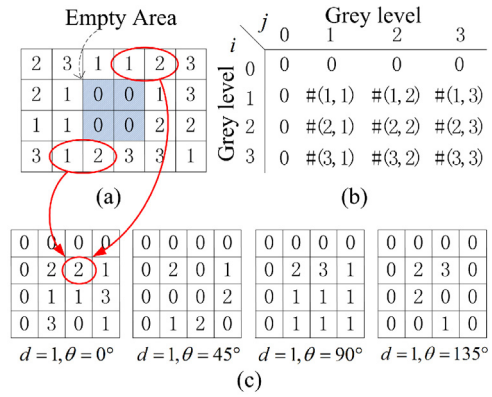 Empty Area
2 3 1 1 2 3
2 1 0 0 1 3
1 1 0 0 2 2
3 1 2 3 3 1
(a)
j Grey level
i 0 1 2 3
Grey level
0 0 0 0 0
1 0 #(1, 1) #(1, 2) #(1, 3)
2 0 #(2, 1) #(2, 2) #(2, 3)
3 0 #(3, 1) #(3, 2) #(3, 3)
(b)
0 0 0 0
0 2 2 1
0 1 1 3
0 3 0 1
d = 1, θ = 0°
0 0 0 0
0 2 0 1
0 0 0 2
0 1 2 0
d = 1, θ = 45°
0 0 0 0
0 2 3 1
0 1 1 1
0 1 1 1
d = 1, θ = 90°
0 0 0 0
0 2 3 0
0 2 0 0
0 0 1 0
d = 1, θ = 135°
(c)